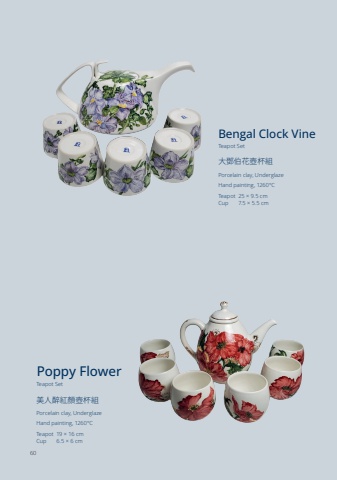 Bengal Clock Vine
Teapot Set
大鄧伯花壺杯組
Porcelain clay, Underglaze
Hand painting, 1260°C
Teapot 25 × 9.5 cm
Cup 7.5 × 5.5 cm
Poppy Flower
Teapot Set
美人醉紅顏壺杯組
Porcelain clay, Underglaze
Hand painting, 1260°C
Teapot 19 × 16 cm
Cup 6.5 × 6 cm
60